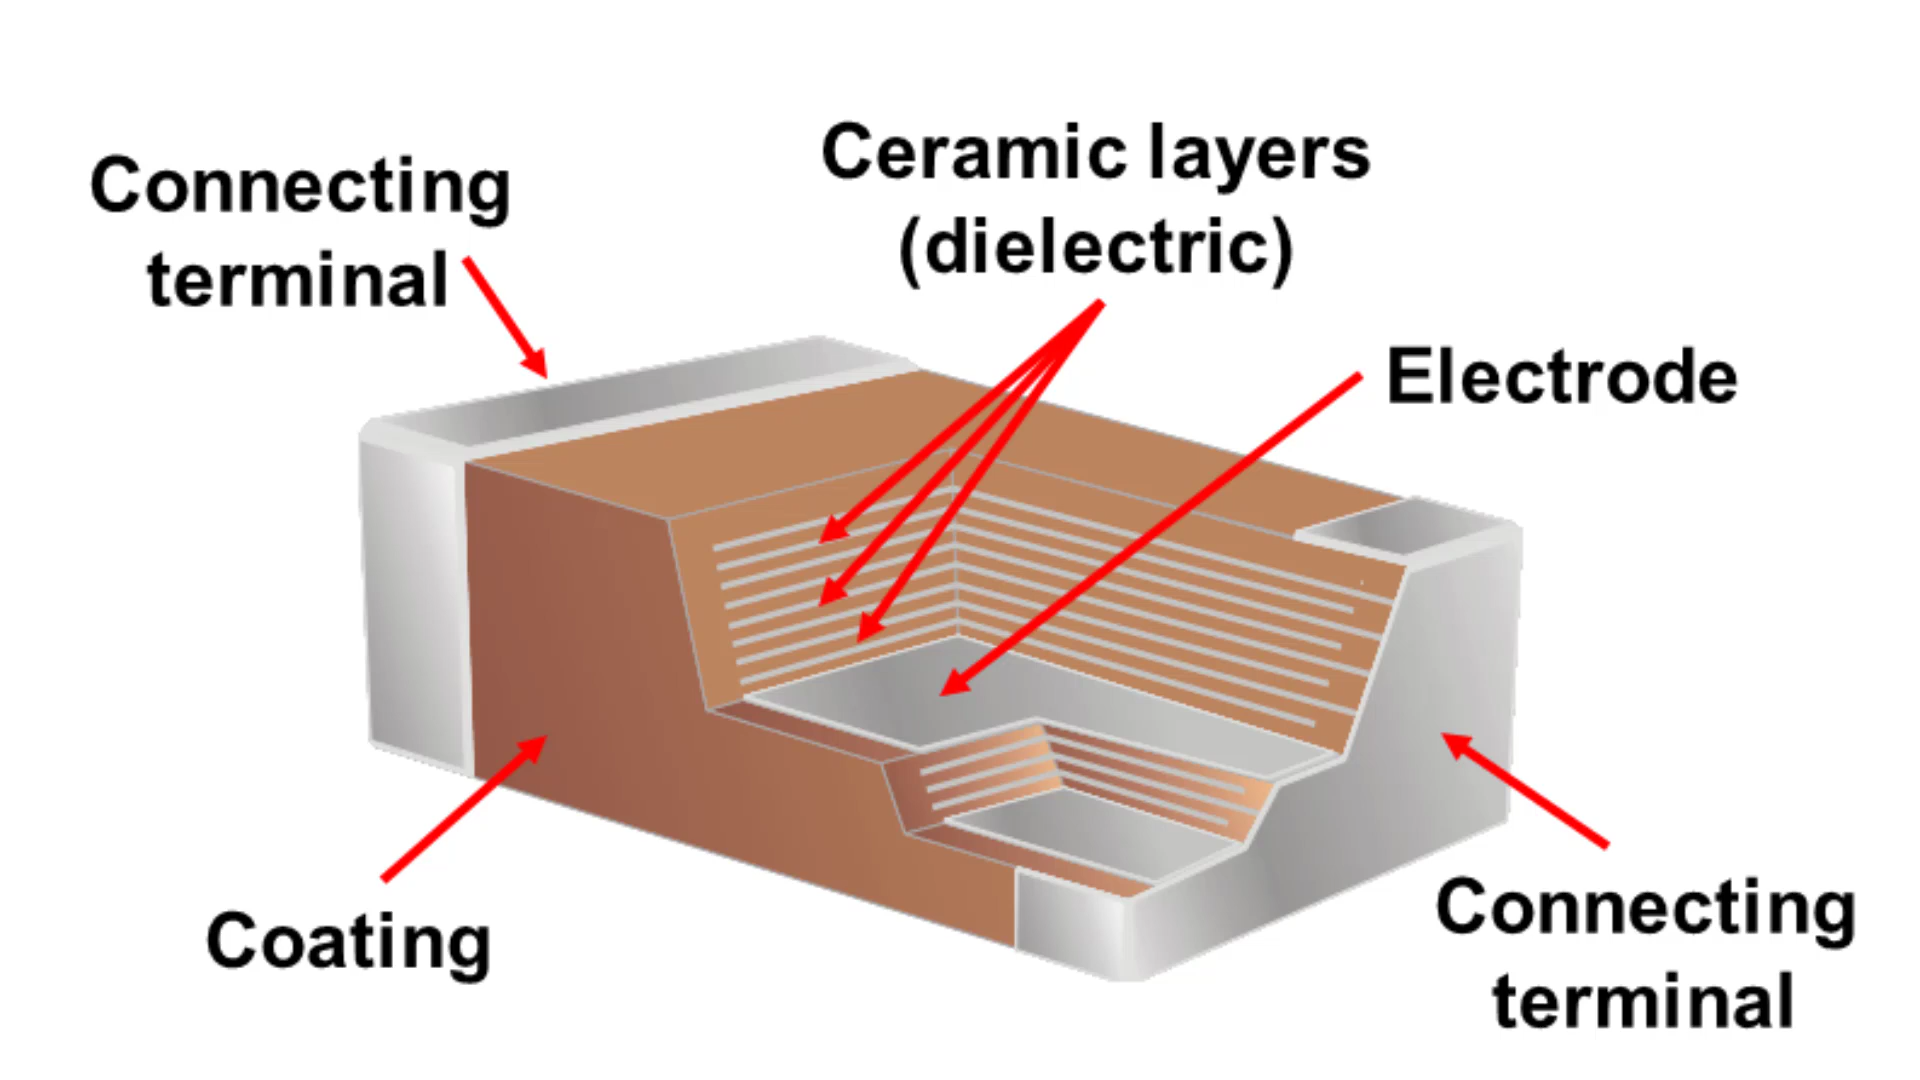 Connecting
terminal
Ceramic layers
(dielectric)
Electrode
Coating
Connecting
terminal